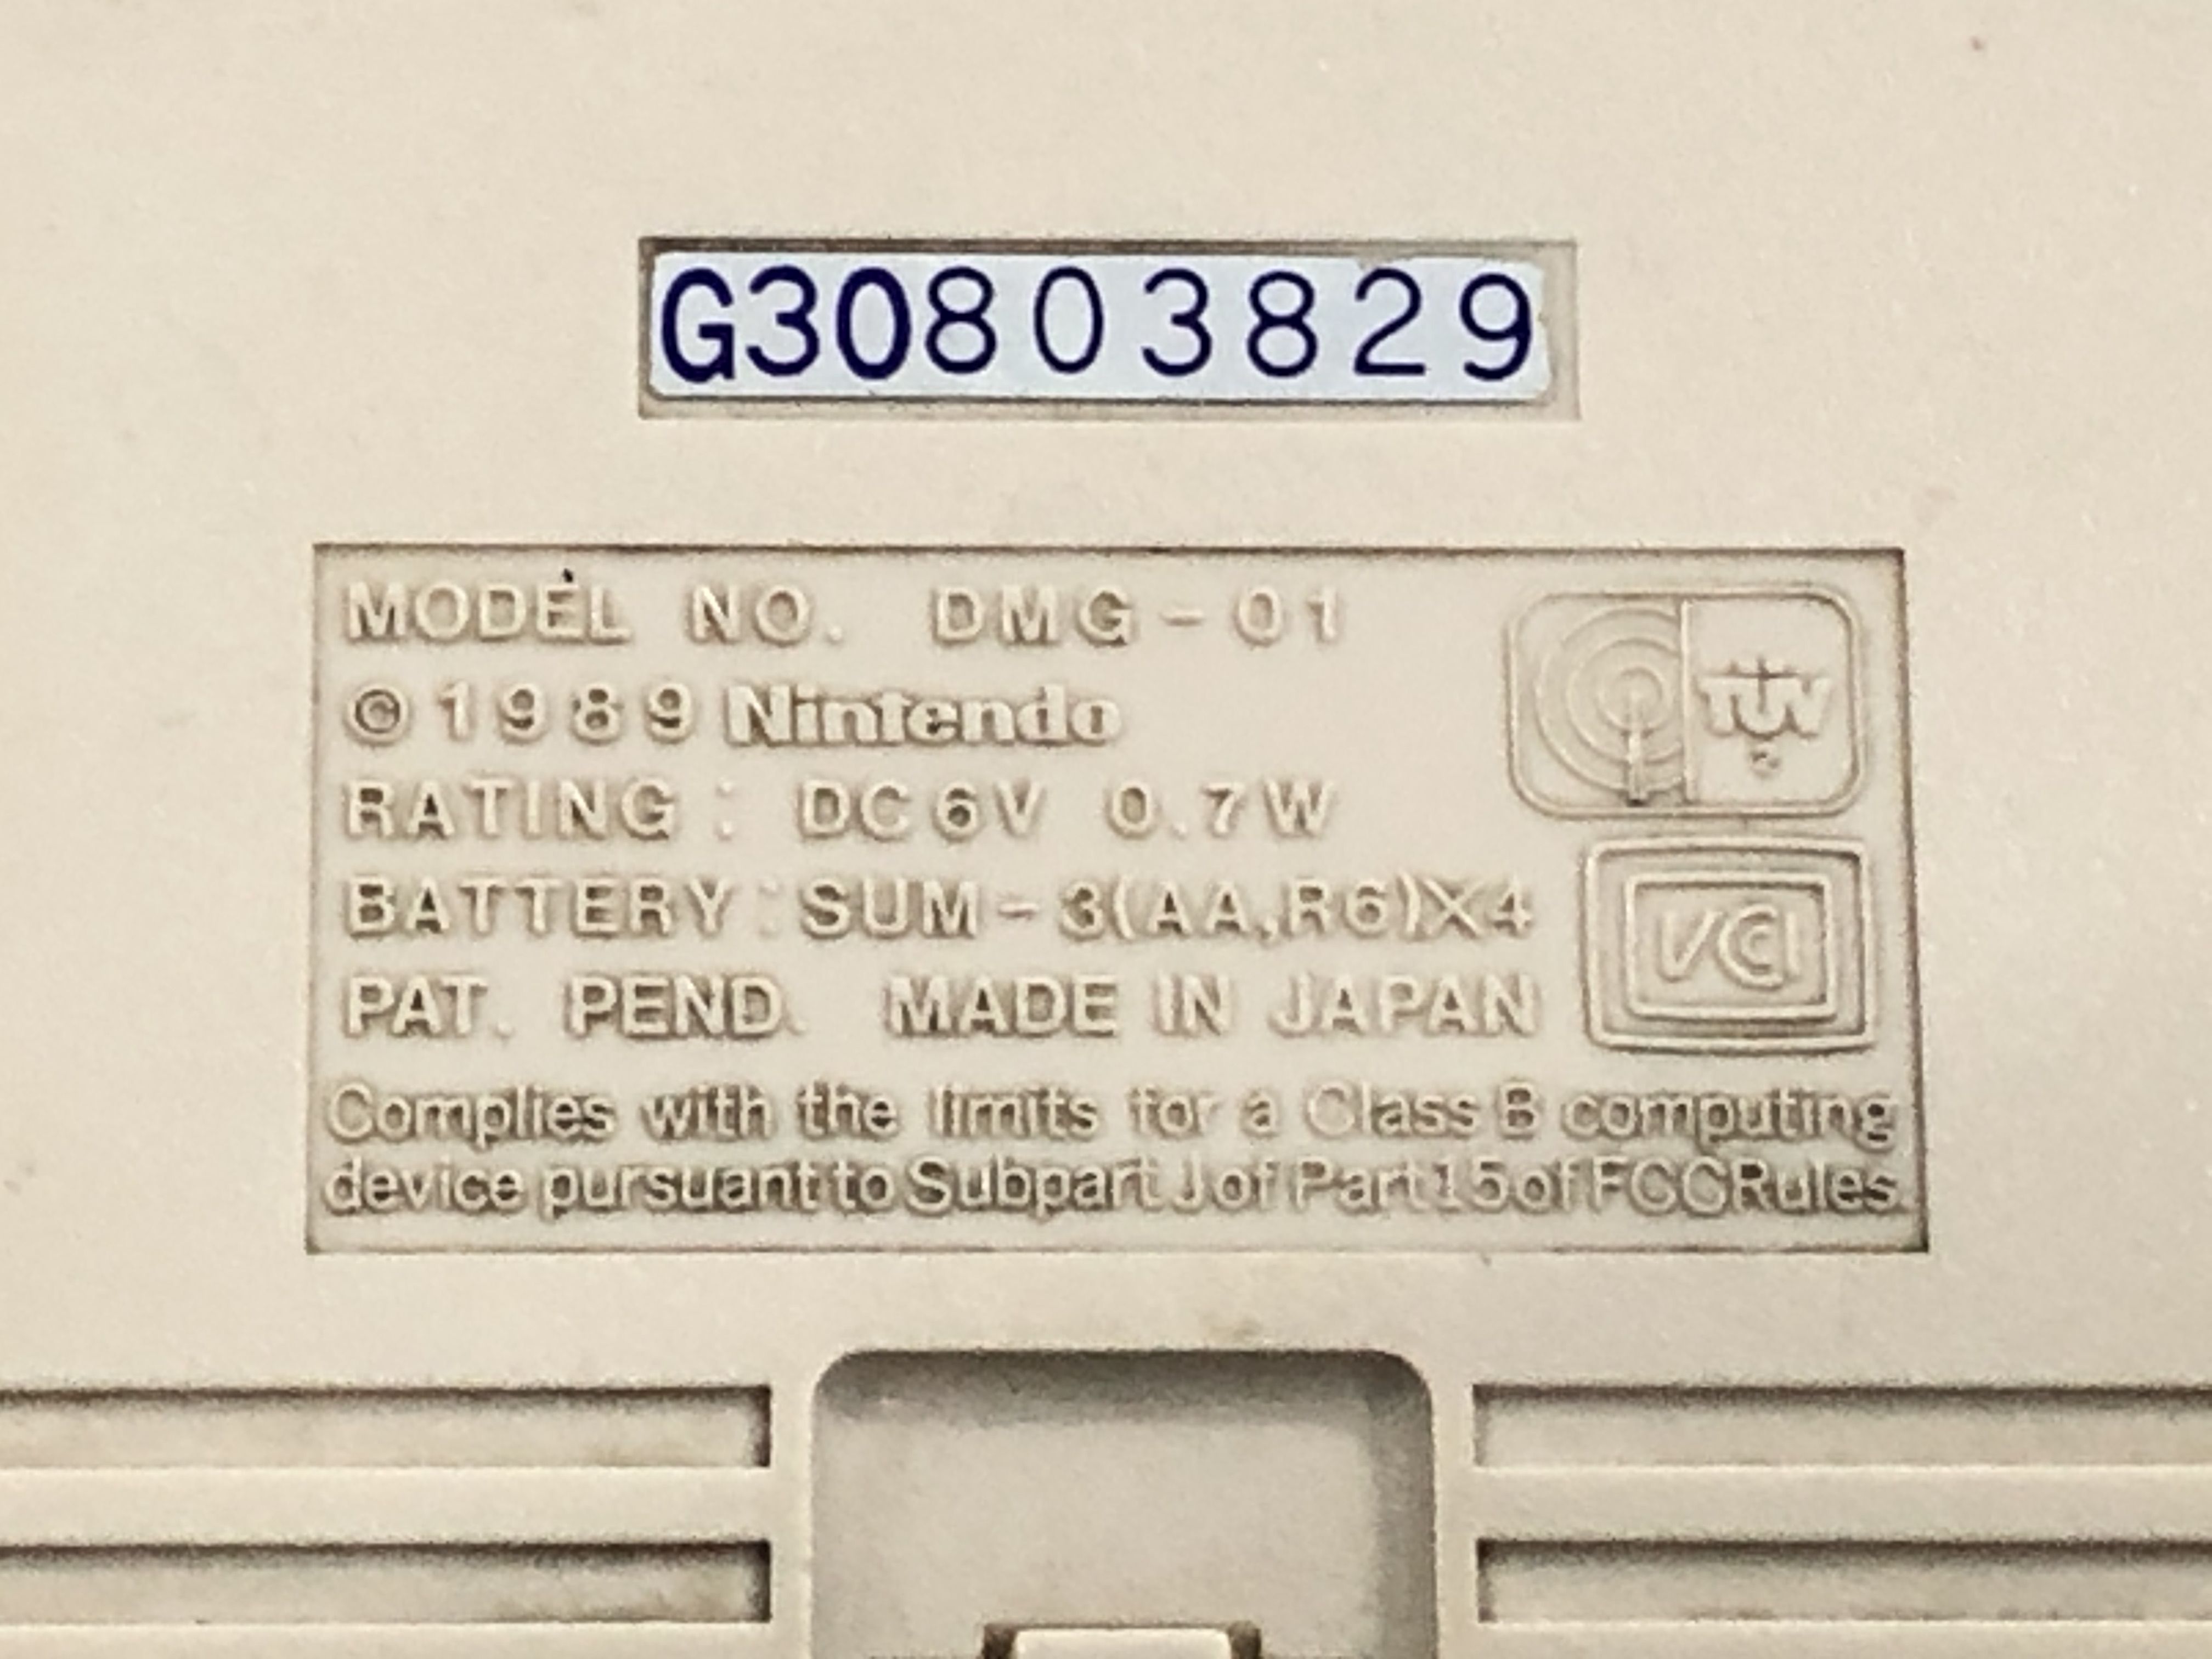 G30803829
MODEL NO. DMG-01
©1989 Nintendo
TÜV
RATING: DC6V 0.7W
BATTERY:SUM-3(AA,R6)X4
VCCI
PAT. PEND. MADE IN JAPAN
Complies with the limits for a Class B computing
device pursuant to Subpart J of Part 15 of FCC Rules.